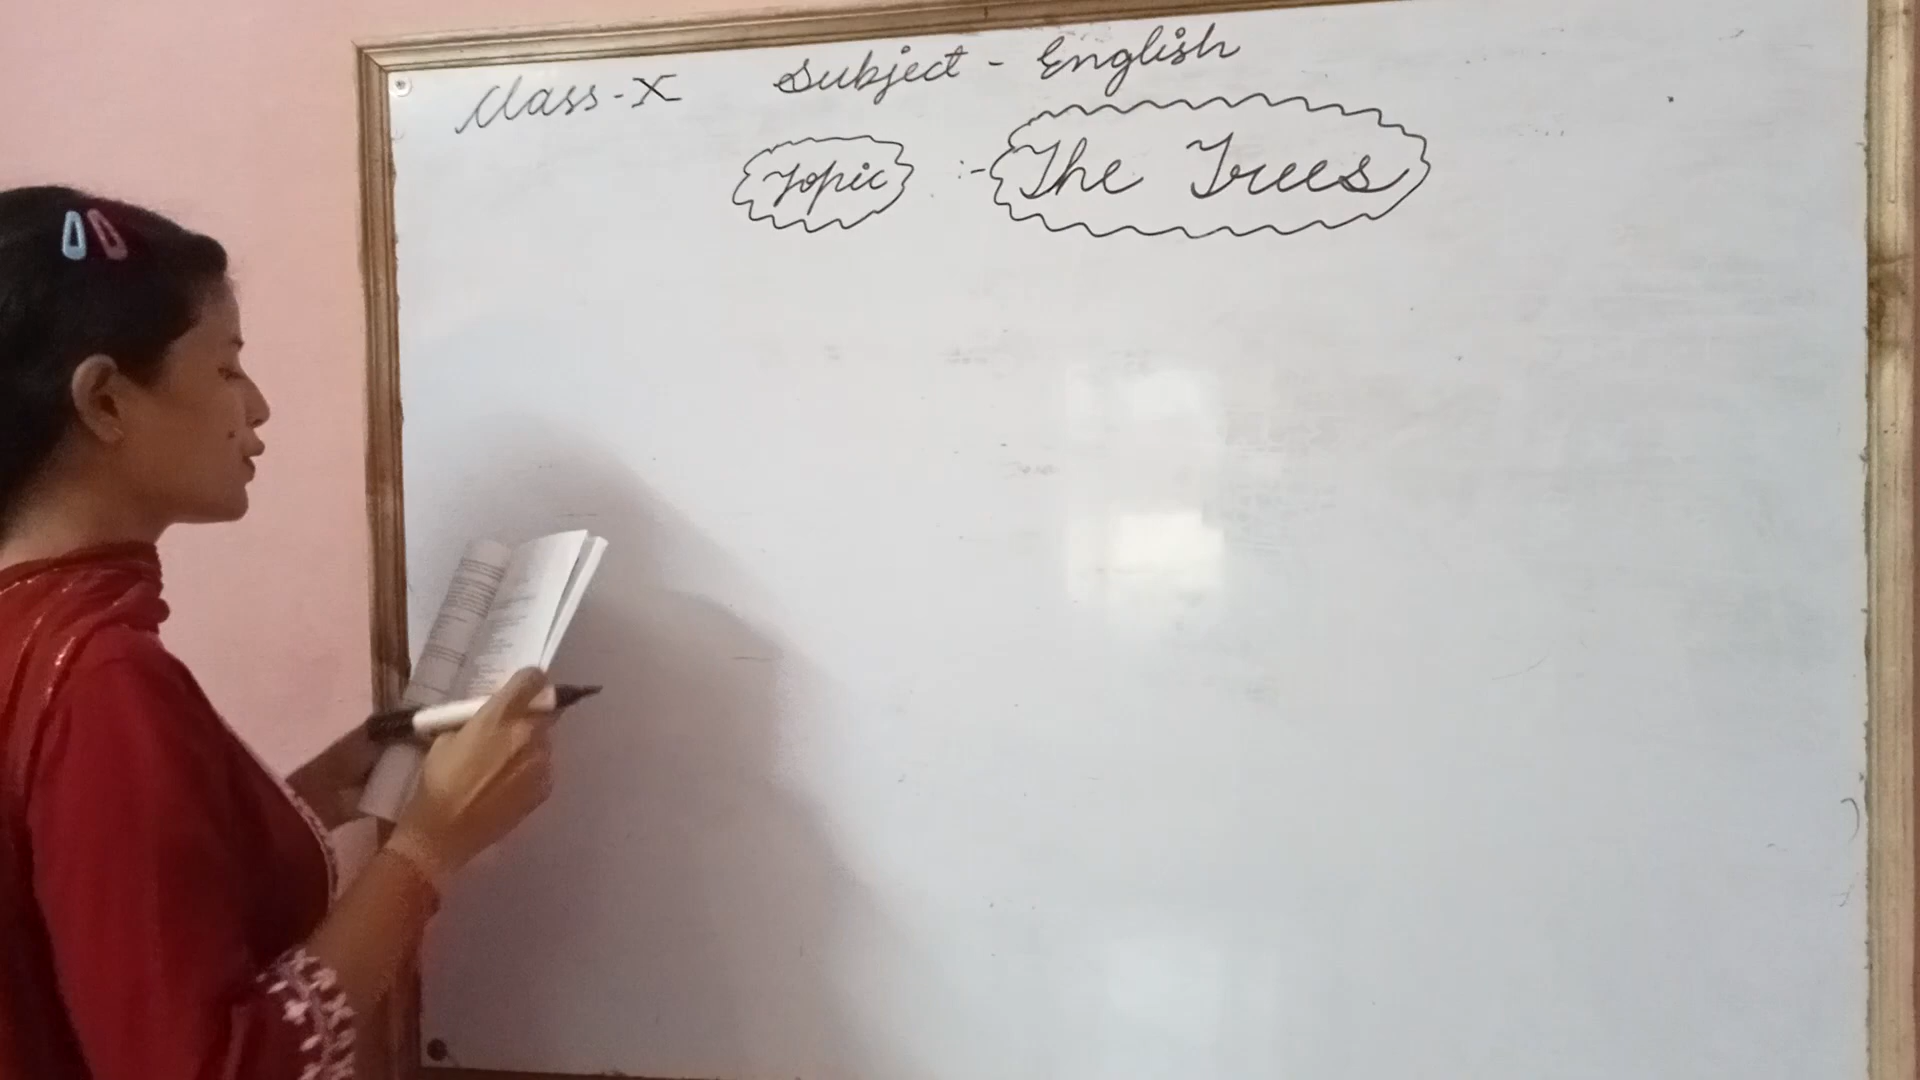 Class-X Subject - English
Topic :- The Trees